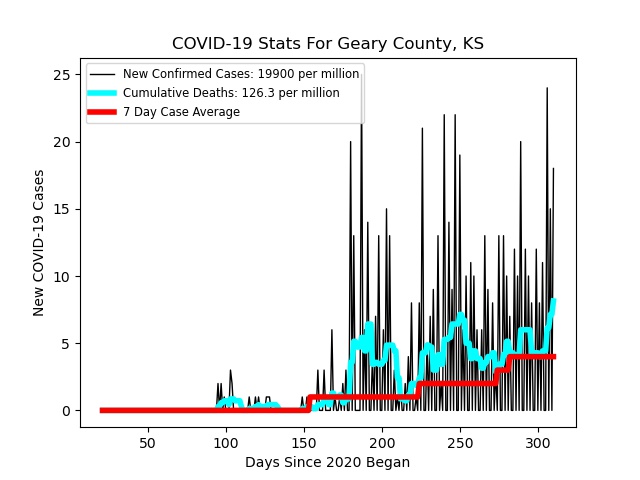 COVID-19 Stats For Geary County, KS
New Confirmed Cases: 19900 per million
Cumulative Deaths: 126.3 per million
7 Day Case Average
New COVID-19 Cases
25
20
15
10
5
0
50 100 150 200 250 300
Days Since 2020 Began